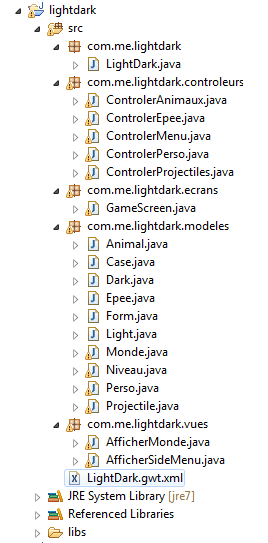 lightdark
src
com.me.lightdark
LightDark.java
com.me.lightdark.controleurs
ControlerAnimaux.java
ControlerEpee.java
ControlerMenu.java
ControlerPerso.java
ControlerProjectiles.java
com.me.lightdark.ecrans
GameScreen.java
com.me.lightdark.modeles
Animal.java
Case.java
Dark.java
Epee.java
Form.java
Light.java
Monde.java
Niveau.java
Perso.java
Projectile.java
com.me.lightdark.vues
AfficherMonde.java
AfficherSideMenu.java
LightDark.gwt.xml
JRE System Library [jre7]
Referenced Libraries
libs